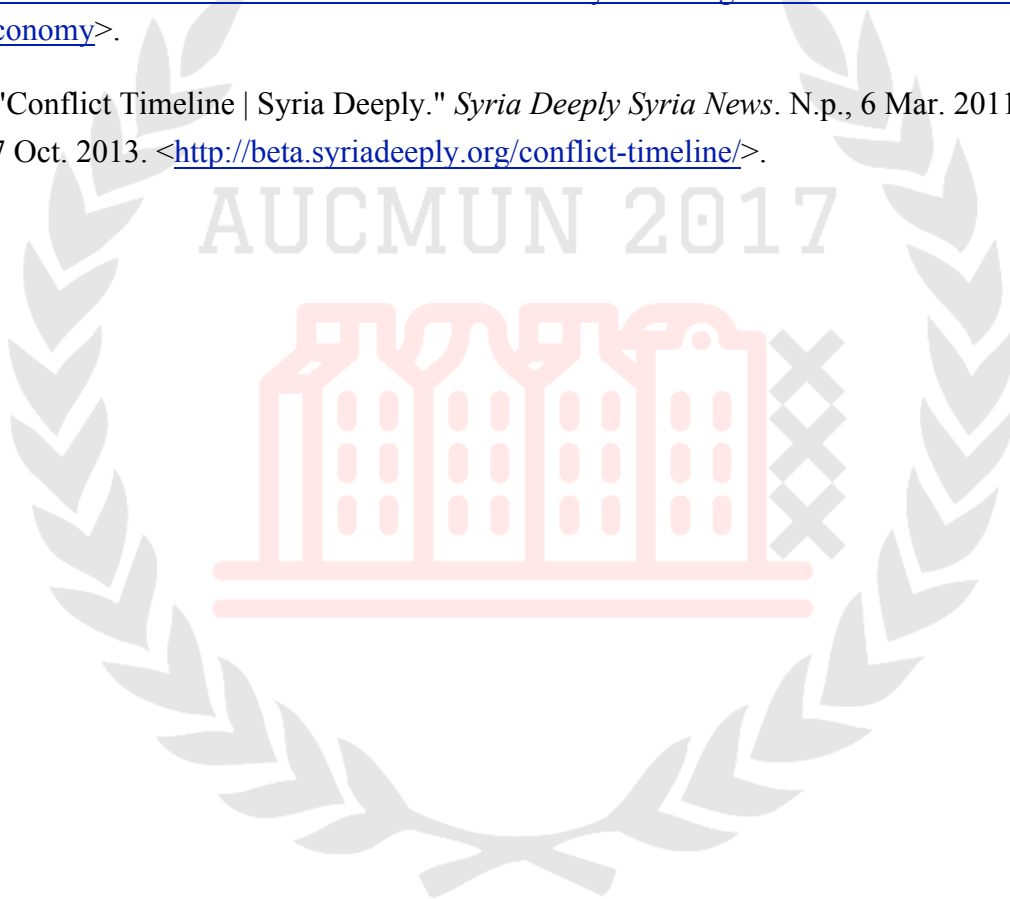 conomy>.
"Conflict Timeline | Syria Deeply." Syria Deeply Syria News. N.p., 6 Mar. 2011
7 Oct. 2013. <http://beta.syriadeeply.org/conflict-timeline/>.
AUCMUN 2017